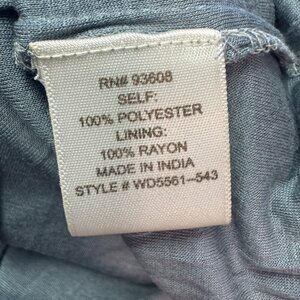 RN# 93608
SELF:
100% POLYESTER
LINING:
100% RAYON
MADE IN INDIA
STYLE # WD5561-543